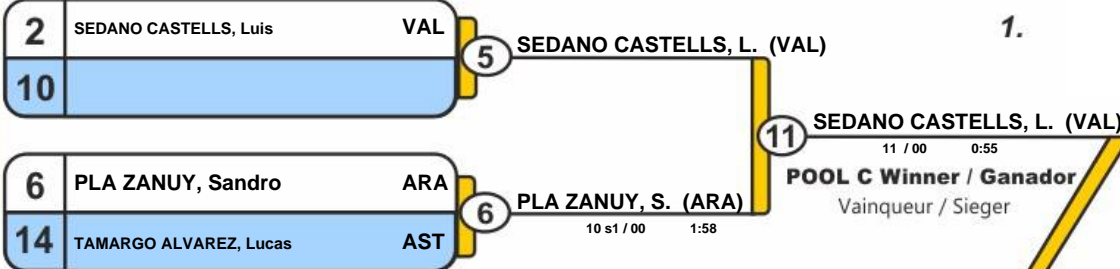 2 SEDANO CASTELLS, Luis VAL
10
5 SEDANO CASTELLS, L. (VAL)
1.
11 SEDANO CASTELLS, L. (VAL)
11 / 00 0:55
POOL C Winner / Ganador
Vainqueur / Sieger
6 PLA ZANUY, Sandro ARA
14 TAMARGO ALVAREZ, Lucas AST
6 PLA ZANUY, S. (ARA)
10 s1 / 00 1:58